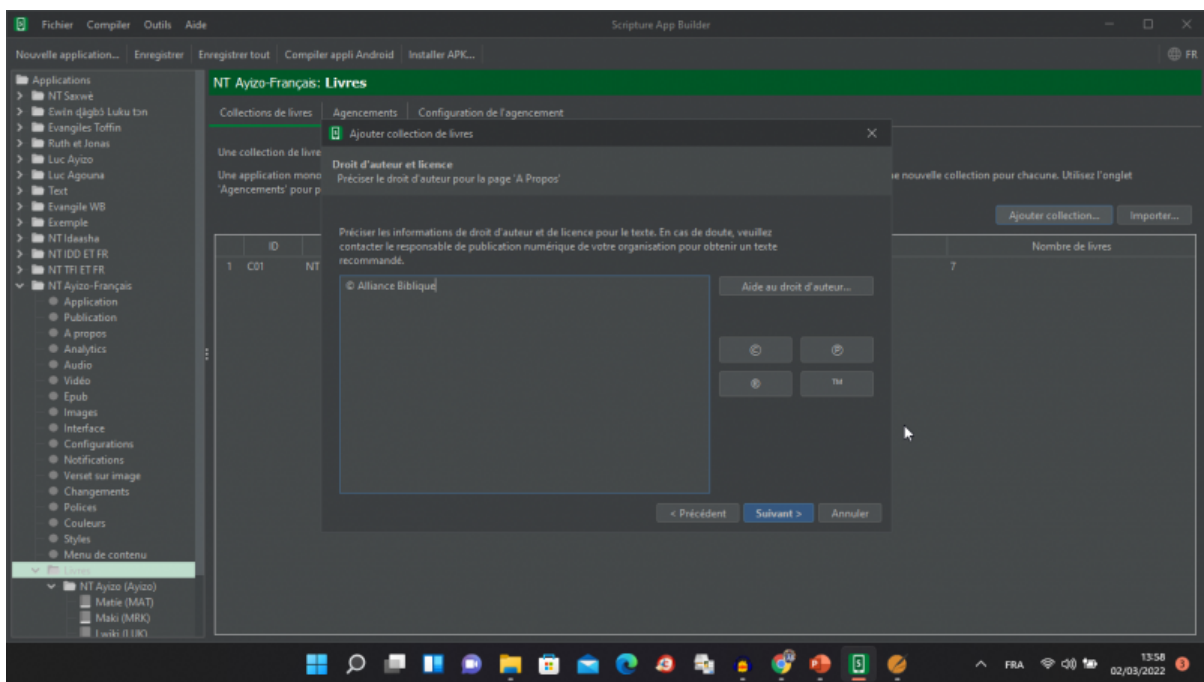 Fichier Compiler Outils Aide
Scripture App Builder
Nouvelle application... Enregistrer Enregistrer tout Compiler appli Android Installer APK...
FR
Applications
NT Saxwè
Ewín ɖagbɔ̀ Luku tɔn
Evangiles Toffin
Ruth et Jonas
Luc Ayizo
Luc Agouna
Text
Evangile WB
Exemple
NT Idaasha
NT IDD ET FR
NT TFI ET FR
NT Ayizo-Français
Application
Publication
A propos
Analytics
Audio
Vidéo
Epub
Images
Interface
Configurations
Notifications
Verset sur image
Changements
Polices
Couleurs
Styles
Menu de contenu
Livres
NT Ayizo (Ayizo)
Matie (MAT)
Maki (MRK)
Lwiki (LUK)
NT Ayizo-Français: Livres
Collections de livres Agencements Configuration de l'agencement
Une collection de livre
Une application mono
e nouvelle collection pour chacune. Utilisez l'onglet
'Agencements' pour p
Ajouter collection... Importer...
ID
Nombre de livres
1 C01 NT
7
Ajouter collection de livres
Droit d'auteur et licence
Préciser le droit d'auteur pour la page 'A Propos'
Préciser les informations de droit d'auteur et de licence pour le texte. En cas de doute, veuillez
contacter le responsable de publication numérique de votre organisation pour obtenir un texte
recommandé.
© Alliance Biblique
Aide au droit d'auteur...
© ℗
® TM
< Précédent Suivant > Annuler
FRA
13:58
02/03/2022
3